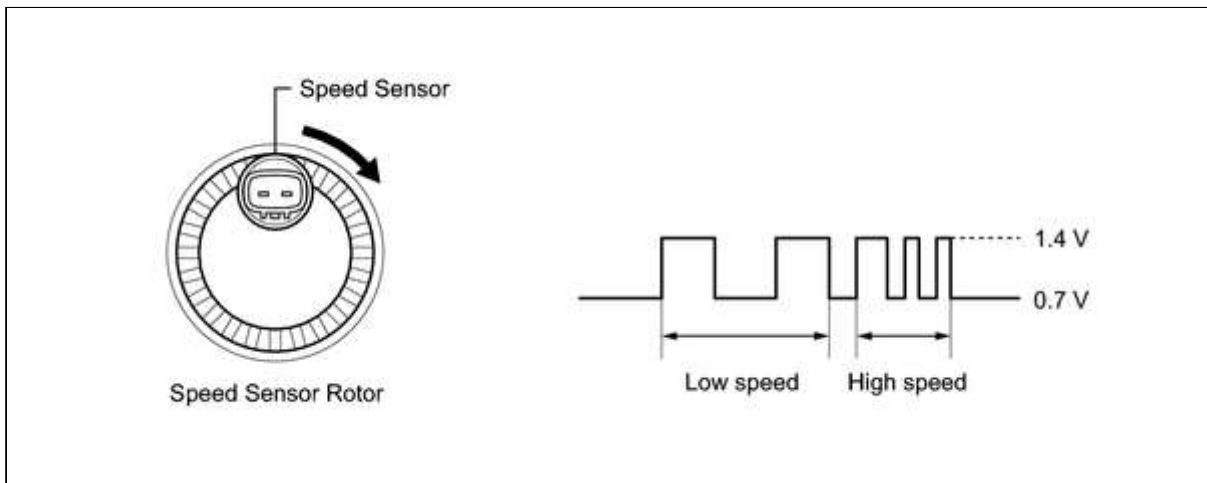 Speed Sensor
Speed Sensor Rotor
1.4 V
0.7 V
Low speed
High speed